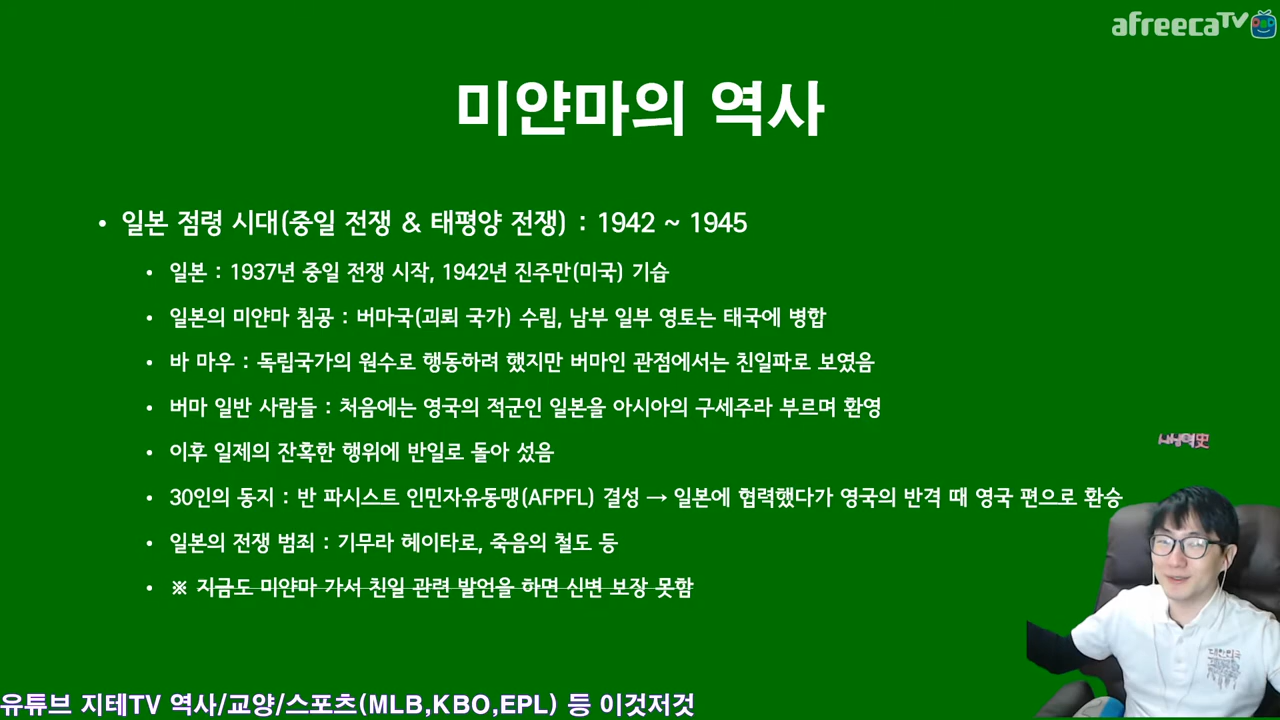 afreecaTV
미얀마의 역사
• 일본 점령 시대(중일 전쟁 & 태평양 전쟁) : 1942 ~ 1945
• 일본 : 1937년 중일 전쟁 시작, 1942년 진주만(미국) 기습
• 일본의 미얀마 침공 : 버마국(괴뢰 국가) 수립, 남부 일부 영토는 태국에 병합
• 바 마우 : 독립국가의 원수로 행동하려 했지만 버마인 관점에서는 친일파로 보였음
• 버마 일반 사람들 : 처음에는 영국의 적군인 일본을 아시아의 구세주라 부르며 환영
• 이후 일제의 잔혹한 행위에 반일로 돌아 섰음
• 30인의 동지 : 반 파시스트 인민자유동맹(AFPFL) 결성 → 일본에 협력했다가 영국의 반격 때 영국 편으로 환승
• 일본의 전쟁 범죄 : 기무라 헤이타로, 죽음의 철도 등
• ※ 지금도 미얀마 가서 친일 관련 발언을 하면 신변 보장 못함
대한민국
유튜브 지테TV 역사/교양/스포츠(MLB,KBO,EPL) 등 이것저것